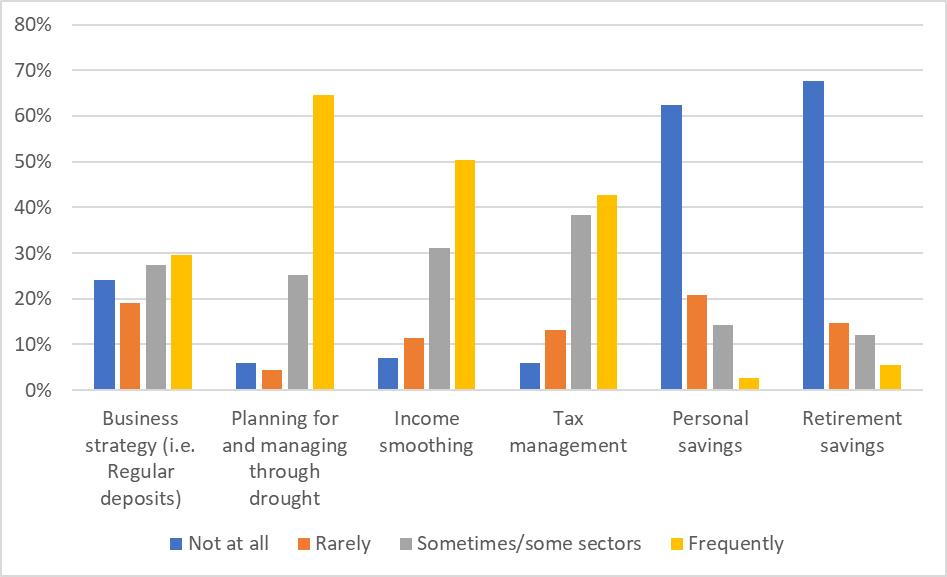 80%
70%
60%
50%
40%
30%
20%
10%
0%
Business
strategy (i.e.
Regular
deposits)
Planning for
and managing
through
drought
Income
smoothing
Tax
management
Personal
savings
Retirement
savings
Not at all Rarely Sometimes/some sectors Frequently